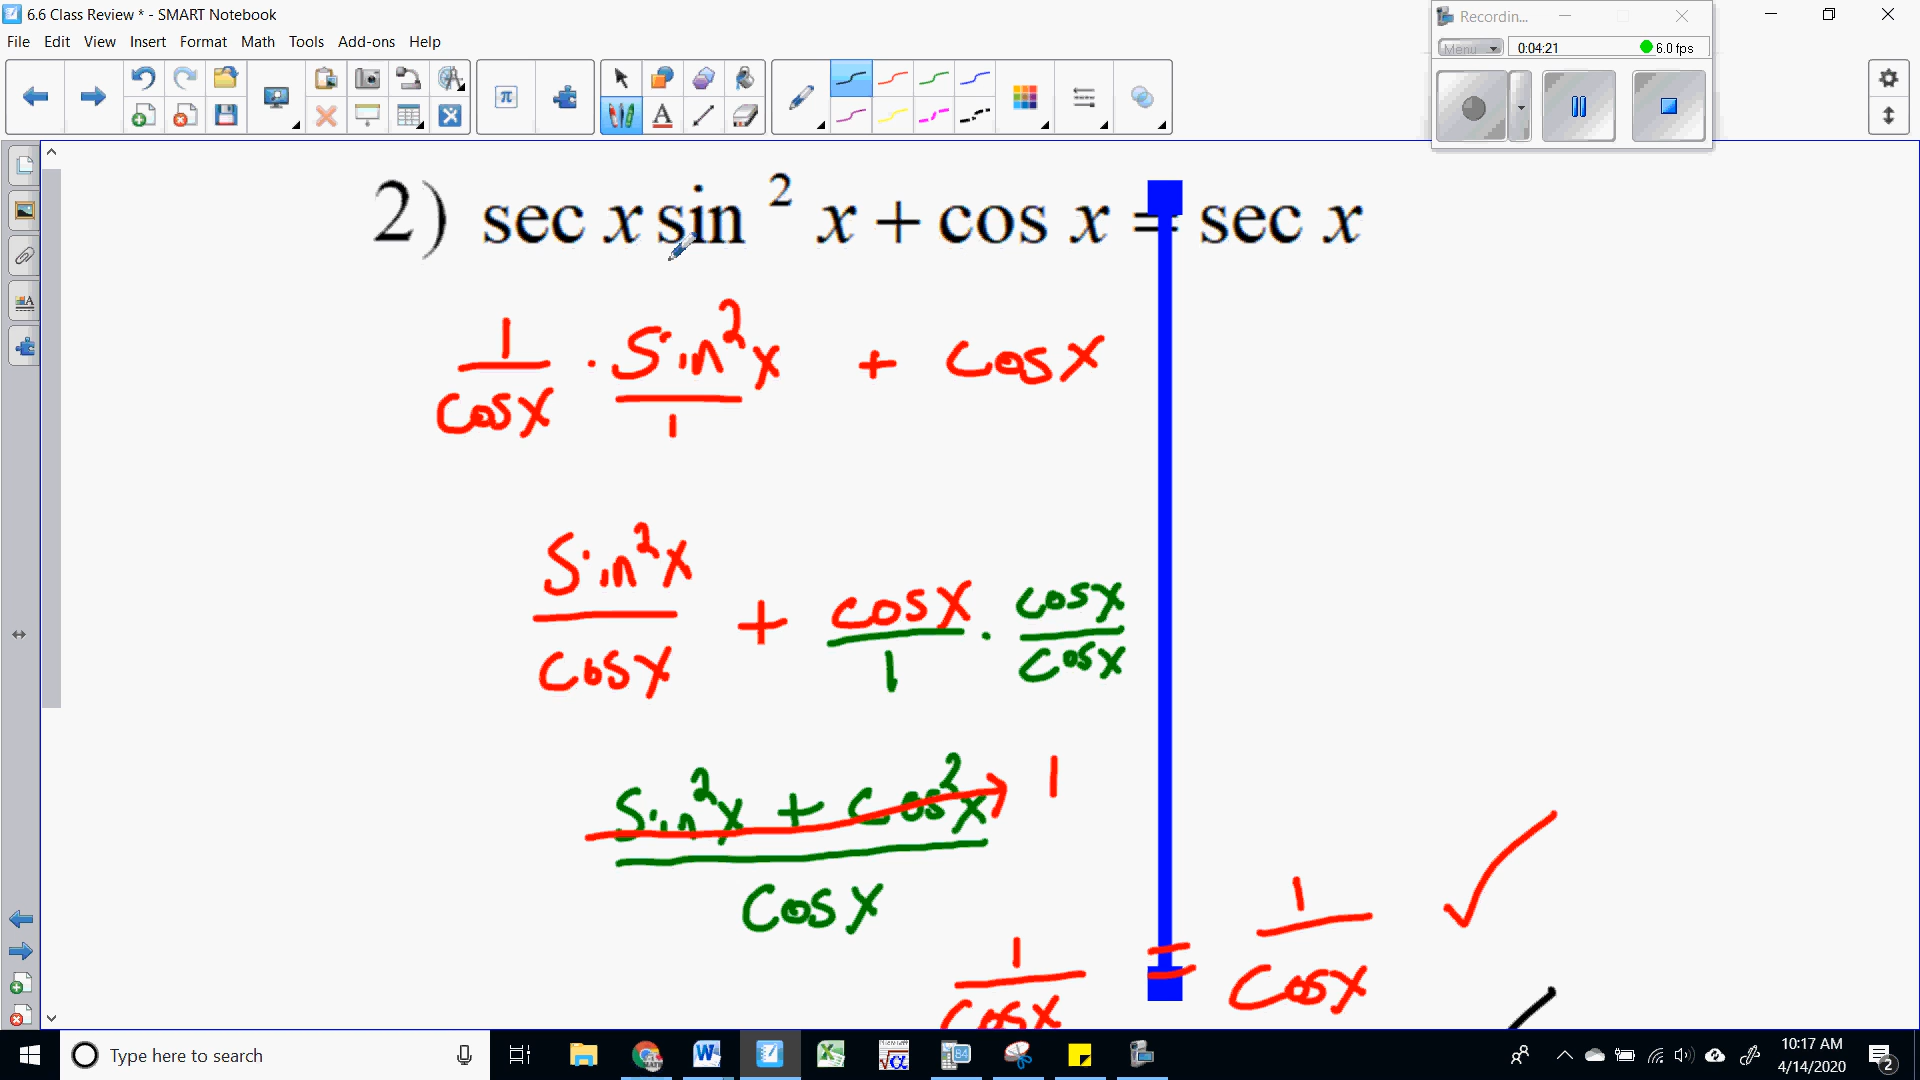 6.6 Class Review * - SMART Notebook
File Edit View Insert Format Math Tools Add-ons Help
Recordin...
Menu 0:04:21 6.0 fps
π
A
2) sec x sin ² x + cos x = sec x
1/cosx · Sin²x/1 + cosx
Sin²x/cosx + cosx/1 · cosx/cosx
Sin²x + Cos²x 1
Cosx
1/cosx = 1/cosx
Type here to search
10:17 AM
4/14/2020
2